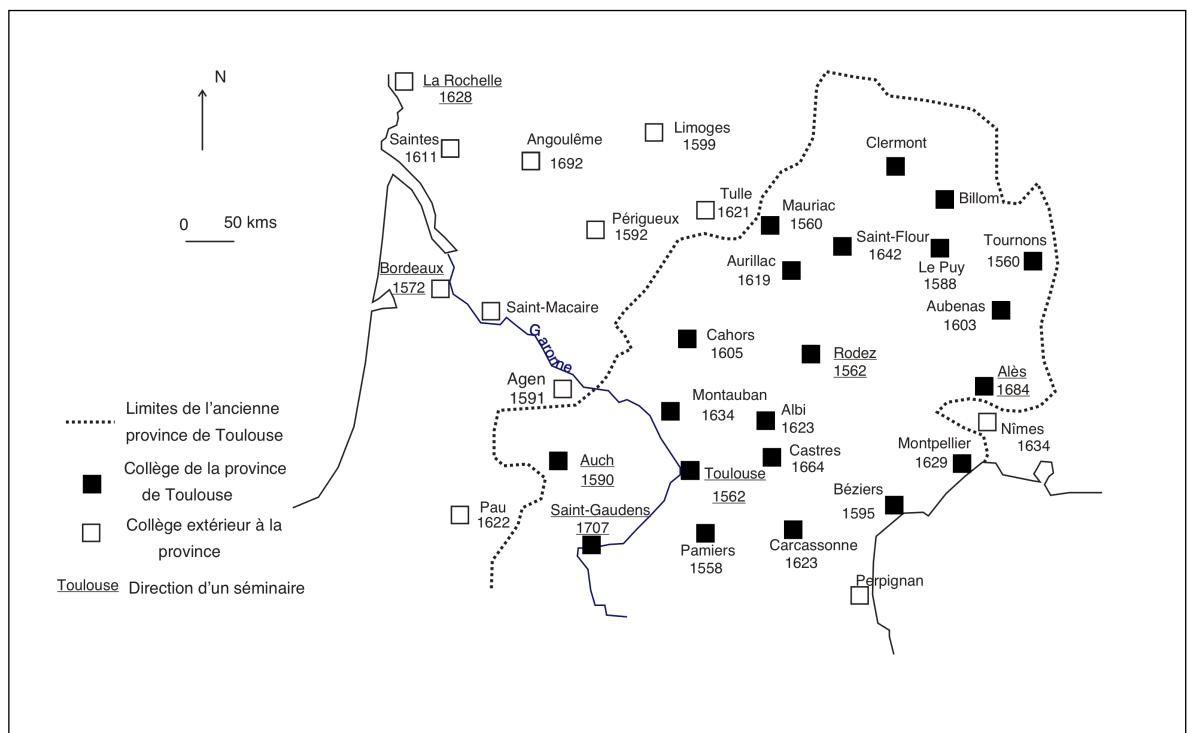 N
La Rochelle
1628
Saintes
1611
Angoulême
1692
Limoges
1599
Clermont
Billom
Tulle
1621
Mauriac
1560
Périgueux
1592
0 50 kms
Saint-Flour
1642
Le Puy
1588
Tournons
1560
Aurillac
1619
Bordeaux
1572
Saint-Macaire
Aubenas
1603
Garonne
Cahors
1605
Rodez
1562
Agen
1591
Alès
1684
Montauban
1634
Albi
1623
Nîmes
1634
Limites de l'ancienne
province de Toulouse
Castres
1664
Montpellier
1629
Auch
1590
Toulouse
1562
Collège de la province
de Toulouse
Béziers
1595
Pau
1622
Saint-Gaudens
1707
Collège extérieur à la
province
Pamiers
1558
Carcassonne
1623
Perpignan
Toulouse Direction d'un séminaire